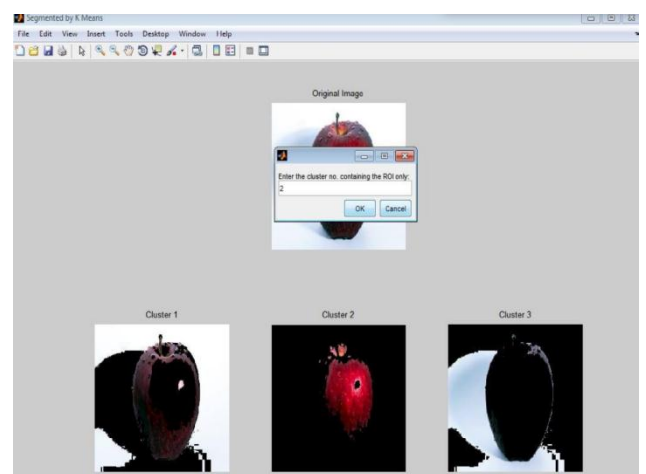 Segmented by K Means
File Edit View Insert Tools Desktop Window Help
Original Image
Enter the cluster no. containing the ROI only:
2
OK Cancel
Cluster 1 Cluster 2 Cluster 3